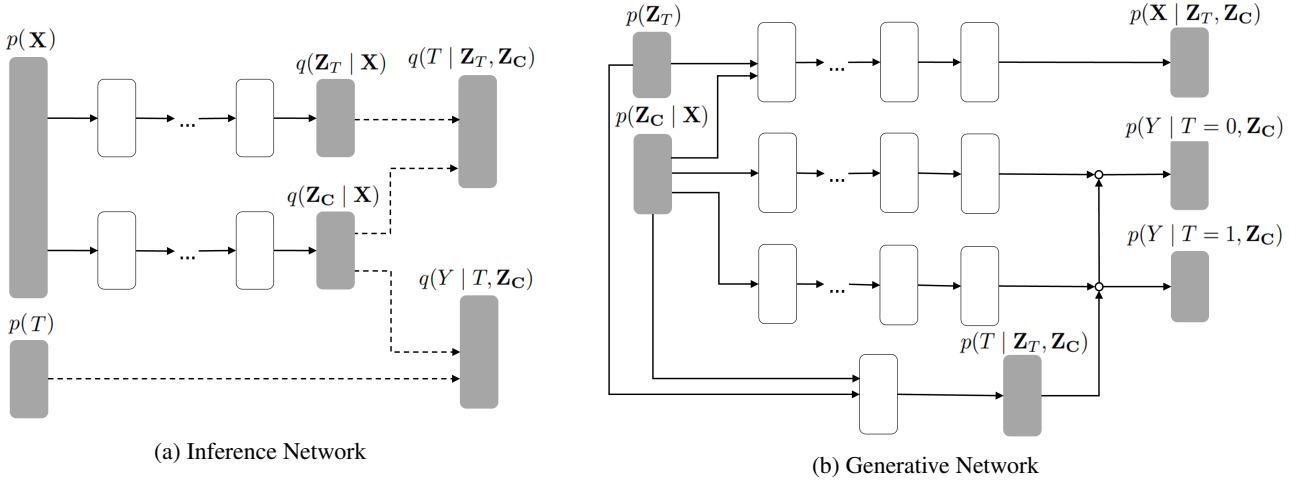 p(X)
q(Z_T | X)
q(T | Z_T, Z_C)
...
q(Z_C | X)
...
q(Y | T, Z_C)
p(T)
(a) Inference Network
p(Z_T)
p(X | Z_T, Z_C)
...
p(Z_C | X)
p(Y | T = 0, Z_C)
...
p(Y | T = 1, Z_C)
...
p(T | Z_T, Z_C)
(b) Generative Network